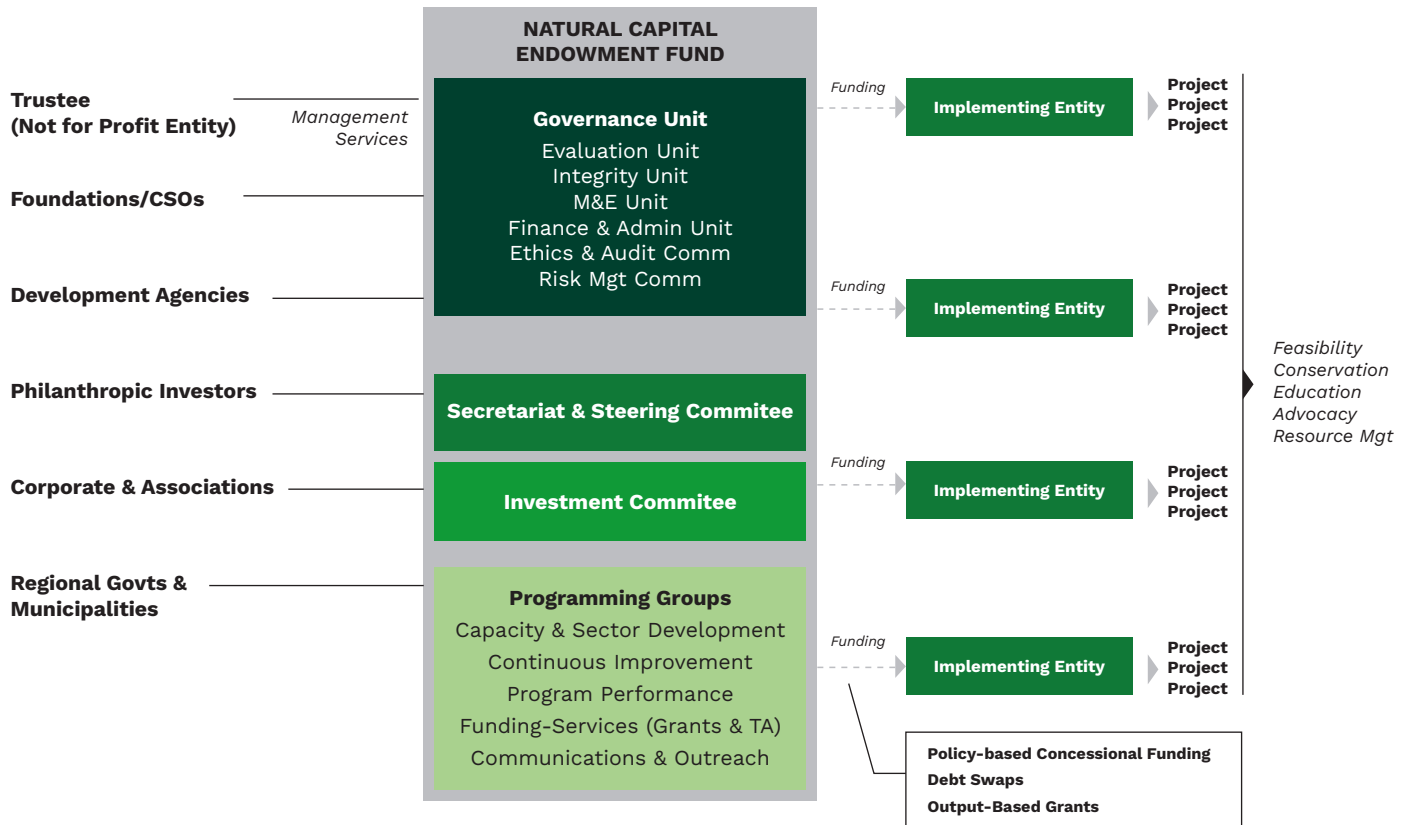 NATURAL CAPITAL
ENDOWMENT FUND
Trustee
(Not for Profit Entity)
Management
Services
Foundations/CSOs
Development Agencies
Philanthropic Investors
Corporate & Associations
Regional Govts &
Municipalities
Governance Unit
Evaluation Unit
Integrity Unit
M&E Unit
Finance & Admin Unit
Ethics & Audit Comm
Risk Mgt Comm
Secretariat & Steering Commitee
Investment Commitee
Programming Groups
Capacity & Sector Development
Continuous Improvement
Program Performance
Funding-Services (Grants & TA)
Communications & Outreach
Funding
Implementing Entity
Project
Project
Project
Funding
Implementing Entity
Project
Project
Project
Funding
Implementing Entity
Project
Project
Project
Funding
Implementing Entity
Project
Project
Project
Feasibility
Conservation
Education
Advocacy
Resource Mgt
Policy-based Concessional Funding
Debt Swaps
Output-Based Grants